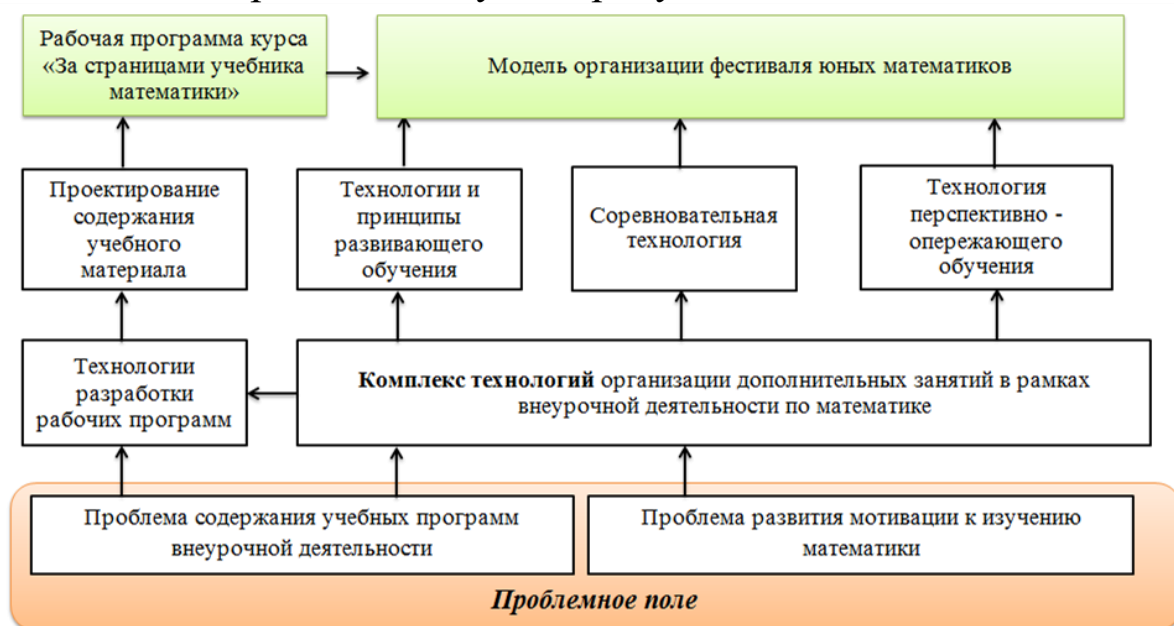 Рабочая программа курса
«За страницами учебника
математики»
Модель организации фестиваля юных математиков
Проектирование
содержания
учебного
материала
Технологии и
принципы
развивающего
обучения
Соревновательная
технология
Технология
перспективно -
опережающего
обучения
Технологии
разработки
рабочих программ
Комплекс технологий организации дополнительных занятий в рамках
внеурочной деятельности по математике
Проблема содержания учебных программ
внеурочной деятельности
Проблема развития мотивации к изучению
математики
Проблемное поле